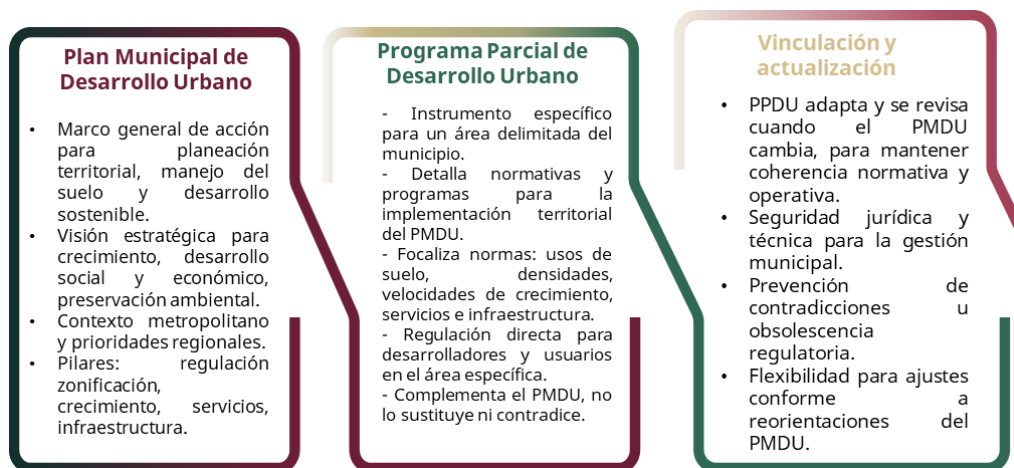 Plan Municipal de
Desarrollo Urbano
• Marco general de acción
para planeación
territorial, manejo del
suelo y desarrollo
sostenible.
• Visión estratégica para
crecimiento, desarrollo
social y económico,
preservación ambiental.
• Contexto metropolitano
y prioridades regionales.
• Pilares: regulación
zonificación,
crecimiento, servicios,
infraestructura.
Programa Parcial de
Desarrollo Urbano
- Instrumento específico
para un área delimitada del
municipio.
- Detalla normativas y
programas para la
implementación territorial
del PMDU.
- Focaliza normas: usos de
suelo, densidades,
velocidades de crecimiento,
servicios e infraestructura.
- Regulación directa para
desarrolladores y usuarios
en el área específica.
- Complementa el PMDU, no
lo sustituye ni contradice.
Vinculación y
actualización
• PPDU adapta y se revisa
cuando el PMDU
cambia, para mantener
coherencia normativa y
operativa.
• Seguridad jurídica y
técnica para la gestión
municipal.
• Prevención de
contradicciones u
obsolescencia
regulatoria.
• Flexibilidad para ajustes
conforme a
reorientaciones del
PMDU.